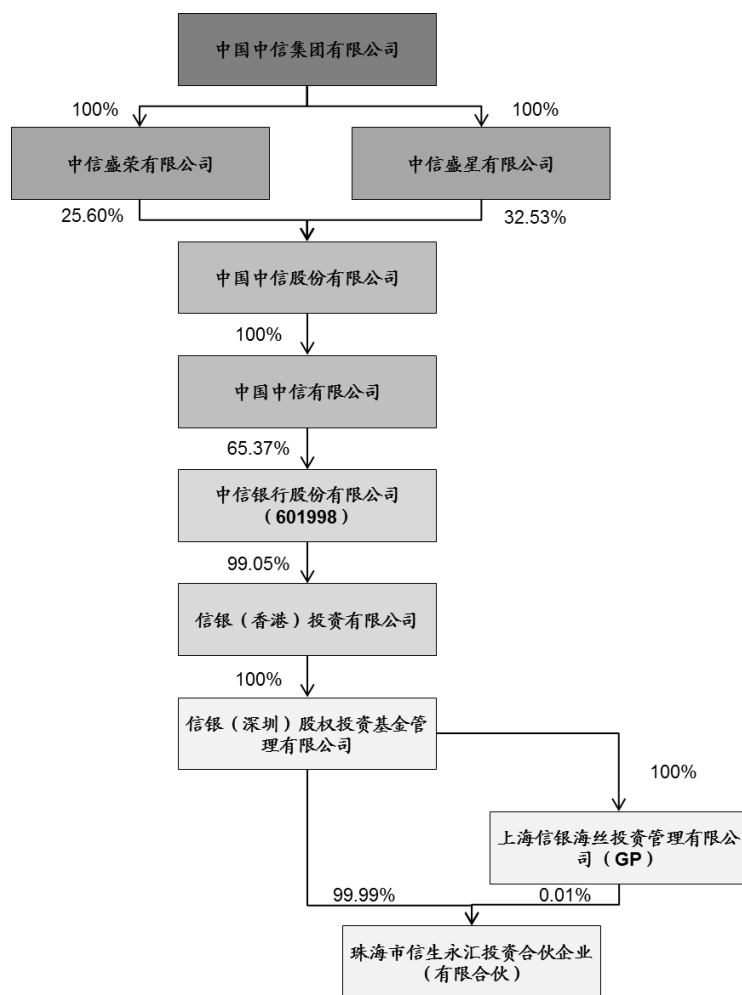 中国中信集团有限公司
100%
100%
中信盛荣有限公司
中信盛星有限公司
25.60%
32.53%
中国中信股份有限公司
100%
中国中信有限公司
65.37%
中信银行股份有限公司
（601998）
99.05%
信银（香港）投资有限公司
100%
信银（深圳）股权投资基金管
理有限公司
100%
上海信银海丝投资管理有限公
司（GP）
99.99%
0.01%
珠海市信生永汇投资合伙企业
（有限合伙）